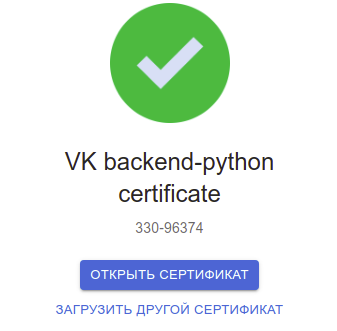 VK backend-python
certificate
330-96374
ОТКРЫТЬ СЕРТИФИКАТ
ЗАГРУЗИТЬ ДРУГОЙ СЕРТИФИКАТ